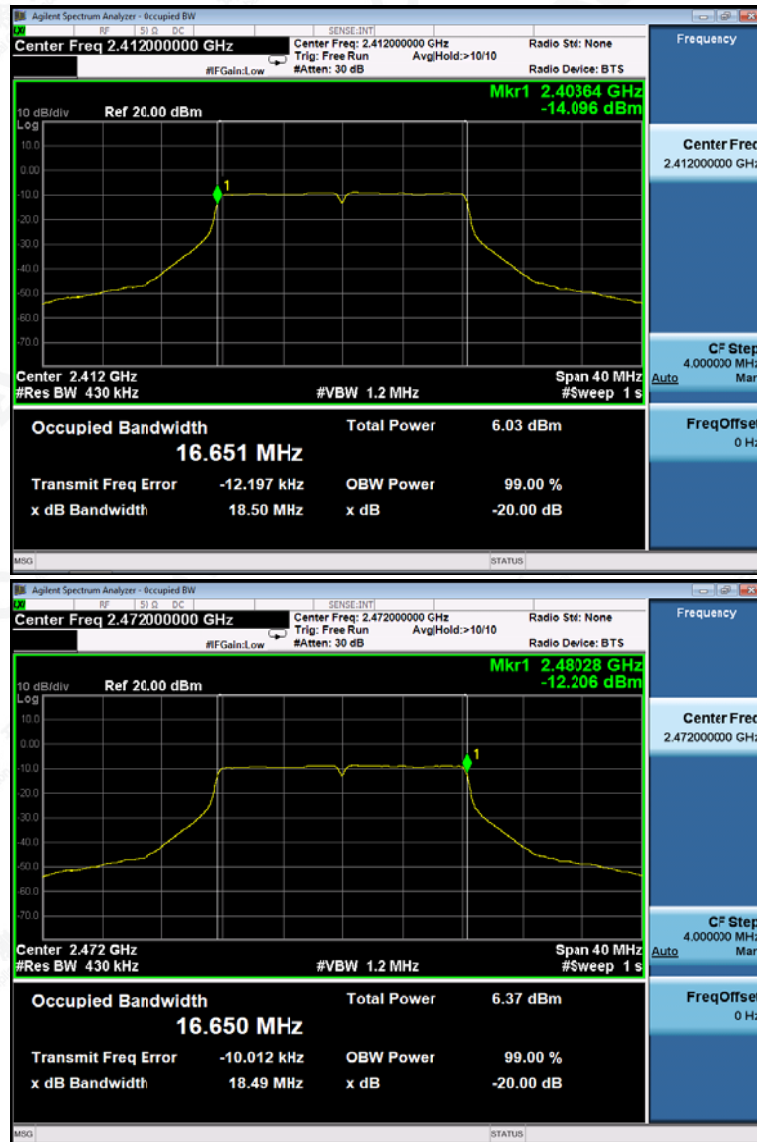 Agilent Spectrum Analyzer - Occupied BW
RF 50 Ω DC SENSE:INT
Center Freq 2.412000000 GHz
Center Freq: 2.412000000 GHz Radio Std: None
Trig: Free Run Avg|Hold:>10/10
#IFGain:Low #Atten: 30 dB Radio Device: BTS
Mkr1 2.40364 GHz
-14.096 dBm
10 dB/div Ref 20.00 dBm
Log
10.0
0.00
-10.0
-20.0
-30.0
-40.0
-50.0
-60.0
-70.0
1
Center 2.412 GHz Span 40 MHz
#Res BW 430 kHz #VBW 1.2 MHz #Sweep 1 s
Occupied Bandwidth Total Power 6.03 dBm
16.651 MHz
Transmit Freq Error -12.197 kHz OBW Power 99.00 %
x dB Bandwidth 18.50 MHz x dB -20.00 dB
MSG STATUS
Frequency
Center Freq
2.412000000 GHz
CF Step
4.000000 MHz
Auto Man
Freq Offset
0 Hz
Agilent Spectrum Analyzer - Occupied BW
RF 50 Ω DC SENSE:INT
Center Freq 2.472000000 GHz
Center Freq: 2.472000000 GHz Radio Std: None
Trig: Free Run Avg|Hold:>10/10
#IFGain:Low #Atten: 30 dB Radio Device: BTS
Mkr1 2.48028 GHz
-12.206 dBm
10 dB/div Ref 20.00 dBm
Log
10.0
0.00
-10.0
-20.0
-30.0
-40.0
-50.0
-60.0
-70.0
1
Center 2.472 GHz Span 40 MHz
#Res BW 430 kHz #VBW 1.2 MHz #Sweep 1 s
Occupied Bandwidth Total Power 6.37 dBm
16.650 MHz
Transmit Freq Error -10.012 kHz OBW Power 99.00 %
x dB Bandwidth 18.49 MHz x dB -20.00 dB
MSG STATUS
Frequency
Center Freq
2.472000000 GHz
CF Step
4.000000 MHz
Auto Man
Freq Offset
0 Hz